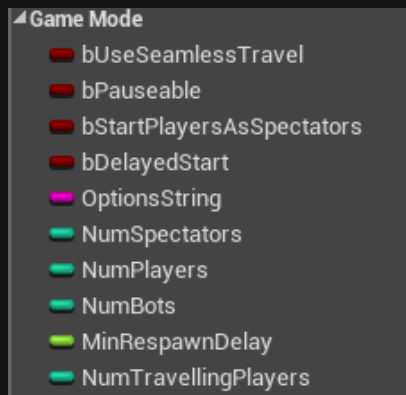 Game Mode
bUseSeamlessTravel
bPauseable
bStartPlayersAsSpectators
bDelayedStart
OptionsString
NumSpectators
NumPlayers
NumBots
MinRespawnDelay
NumTravellingPlayers